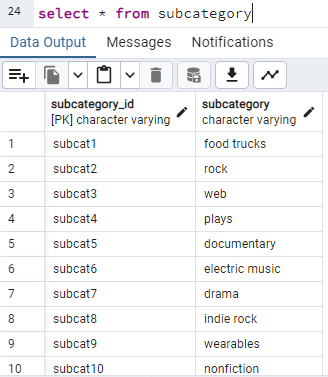 24 select * from subcategory
Data Output Messages Notifications
subcategory_id subcategory
[PK] character varying character varying
1 subcat1 food trucks
2 subcat2 rock
3 subcat3 web
4 subcat4 plays
5 subcat5 documentary
6 subcat6 electric music
7 subcat7 drama
8 subcat8 indie rock
9 subcat9 wearables
10 subcat10 nonfiction